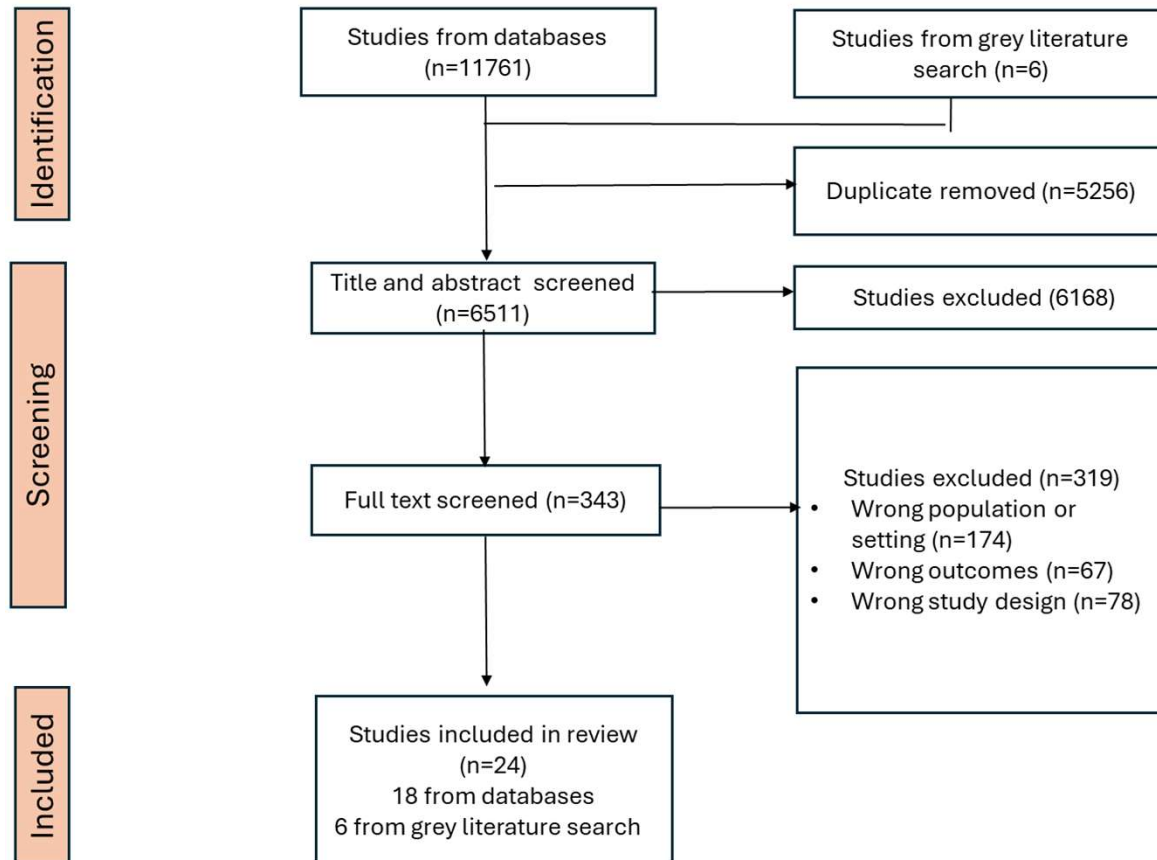 Identification
Studies from databases
(n=11761)
Studies from grey literature
search (n=6)
Duplicate removed (n=5256)
Screening
Title and abstract screened
(n=6511)
Studies excluded (6168)
Full text screened (n=343)
Studies excluded (n=319)
• Wrong population or
setting (n=174)
• Wrong outcomes (n=67)
• Wrong study design (n=78)
Included
Studies included in review
(n=24)
18 from databases
6 from grey literature search